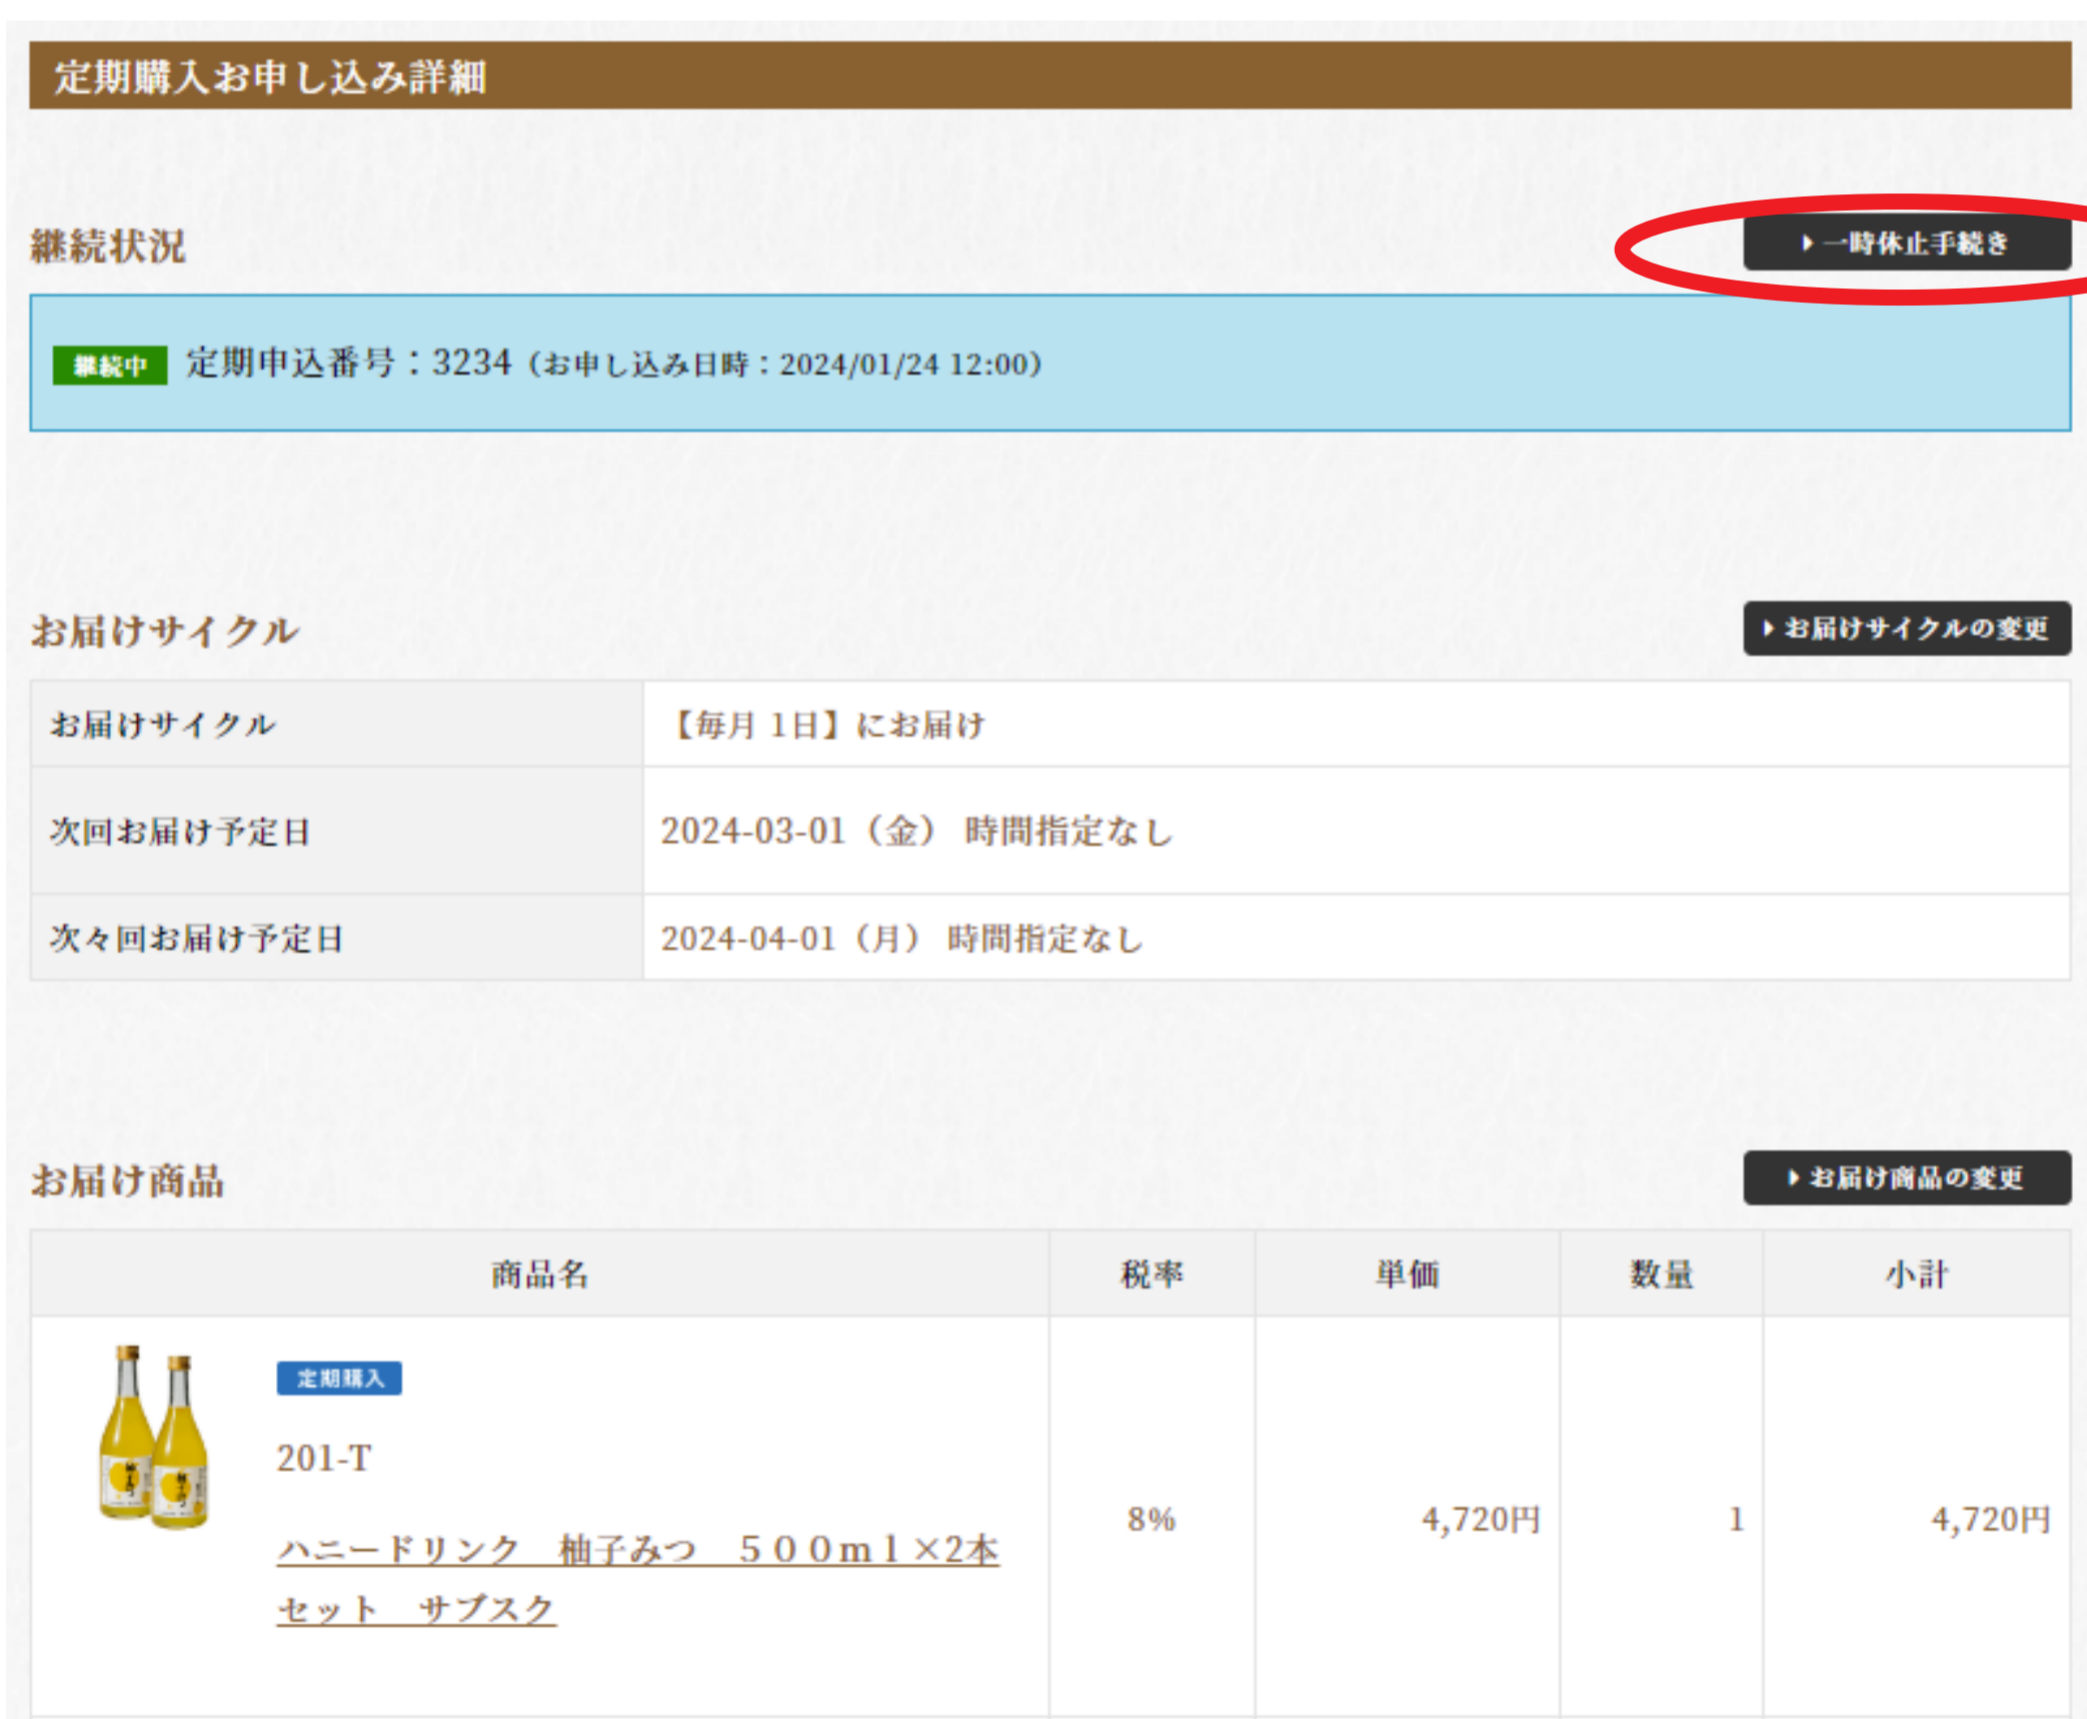 定期購入お申し込み詳細
継続状況
一時休止手続き
継続中 定期申込番号：3234（お申し込み日時：2024/01/24 12:00）
お届けサイクル
お届けサイクルの変更
お届けサイクル 【毎月 1日】にお届け
次回お届け予定日 2024-03-01（金） 時間指定なし
次々回お届け予定日 2024-04-01（月） 時間指定なし
お届け商品
お届け商品の変更
商品名 税率 単価 数量 小計
定期購入
201-T
ハニードリンク　柚子みつ　５００ｍｌ×2本
セット　サブスク
8% 4,720円 1 4,720円